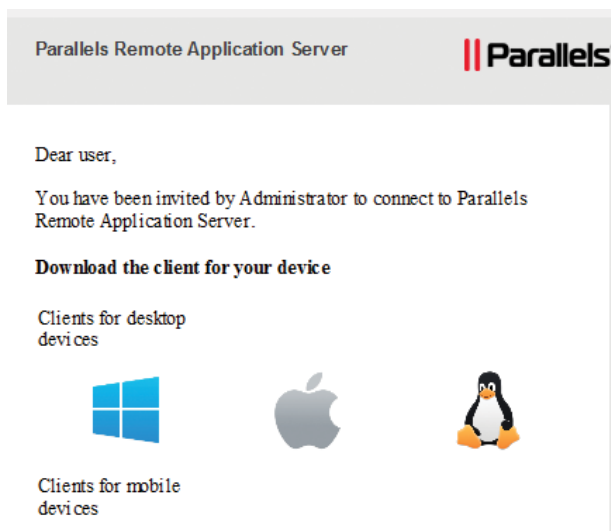 Parallels Remote Application Server
Parallels
Dear user,
You have been invited by Administrator to connect to Parallels
Remote Application Server.
Download the client for your device
Clients for desktop
devices
Clients for mobile
devices